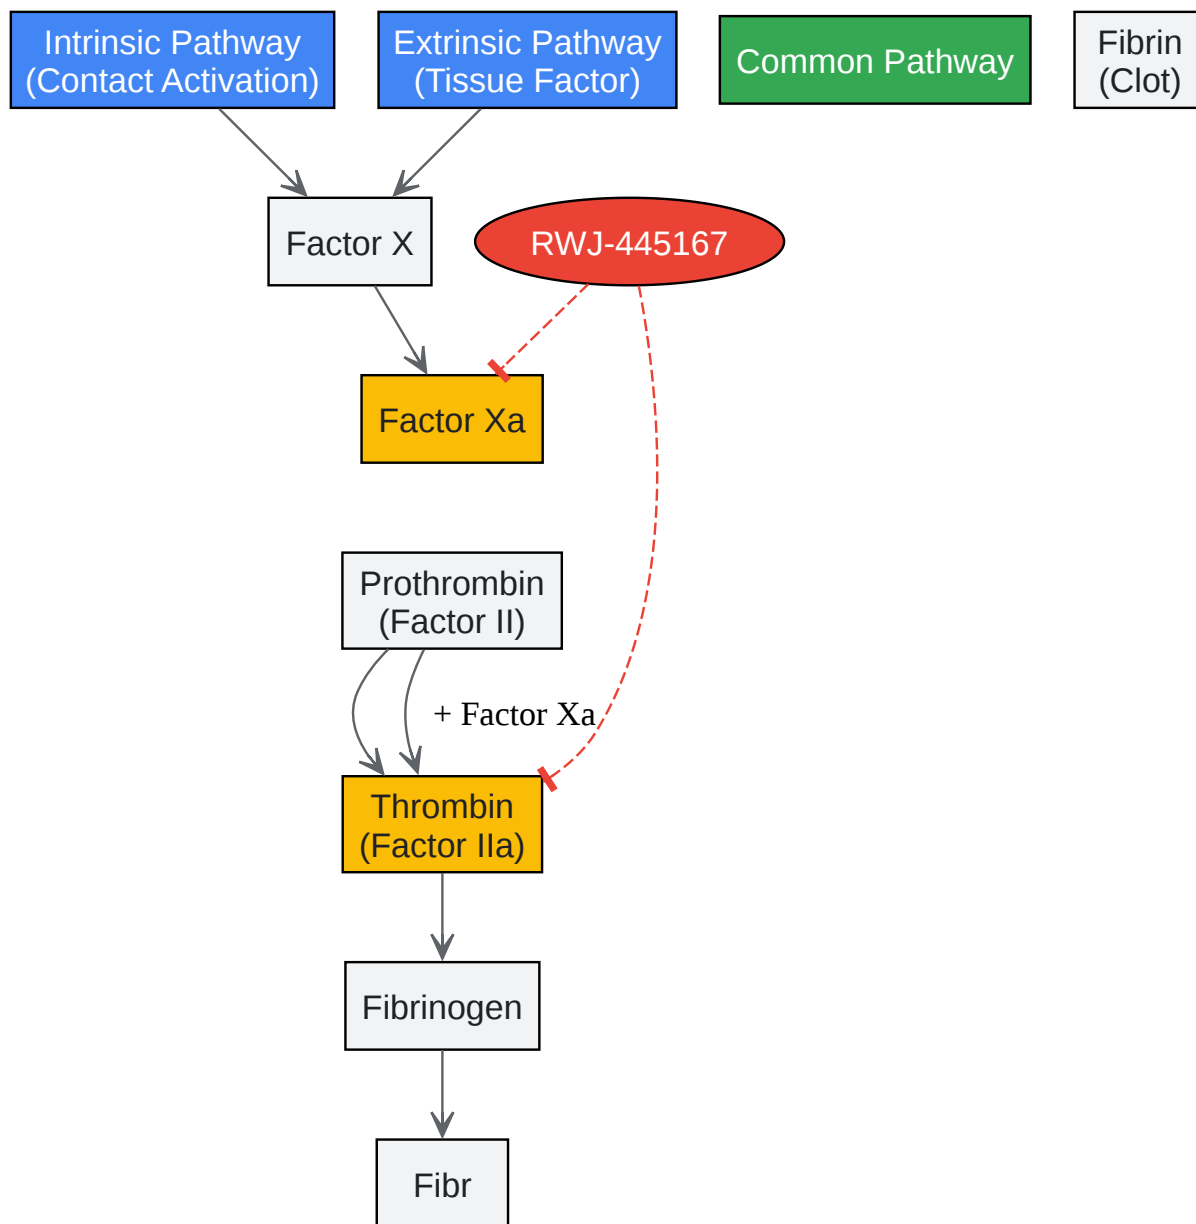 Intrinsic Pathway
(Contact Activation)
Extrinsic Pathway
(Tissue Factor)
Common Pathway
Fibrin
(Clot)
Factor X
RWJ-445167
Factor Xa
Prothrombin
(Factor II)
+ Factor Xa
Thrombin
(Factor IIa)
Fibrinogen
Fibr